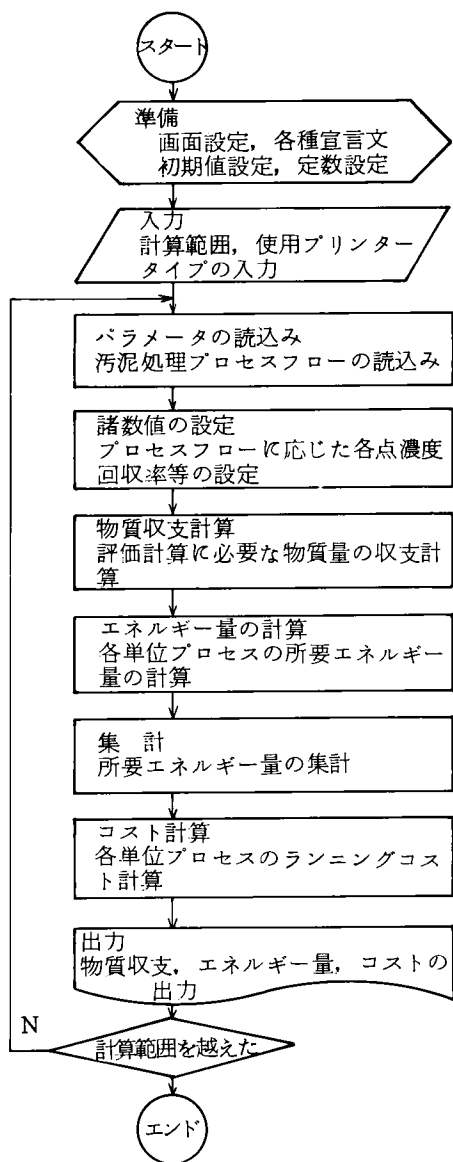 スタート
準備
画面設定，各種宣言文
初期値設定，定数設定
入力
計算範囲，使用プリンター
タイプの入力
パラメータの読込み
汚泥処理プロセスフローの読込み
諸数値の設定
プロセスフローに応じた各点濃度
回収率等の設定
物質収支計算
評価計算に必要な物質量の収支計
算
エネルギー量の計算
各単位プロセスの所要エネルギー
量の計算
集　計
所要エネルギー量の集計
コスト計算
各単位プロセスのランニングコス
ト計算
出力
物質収支，エネルギー量，コストの
出力
N
計算範囲を越えた
エンド